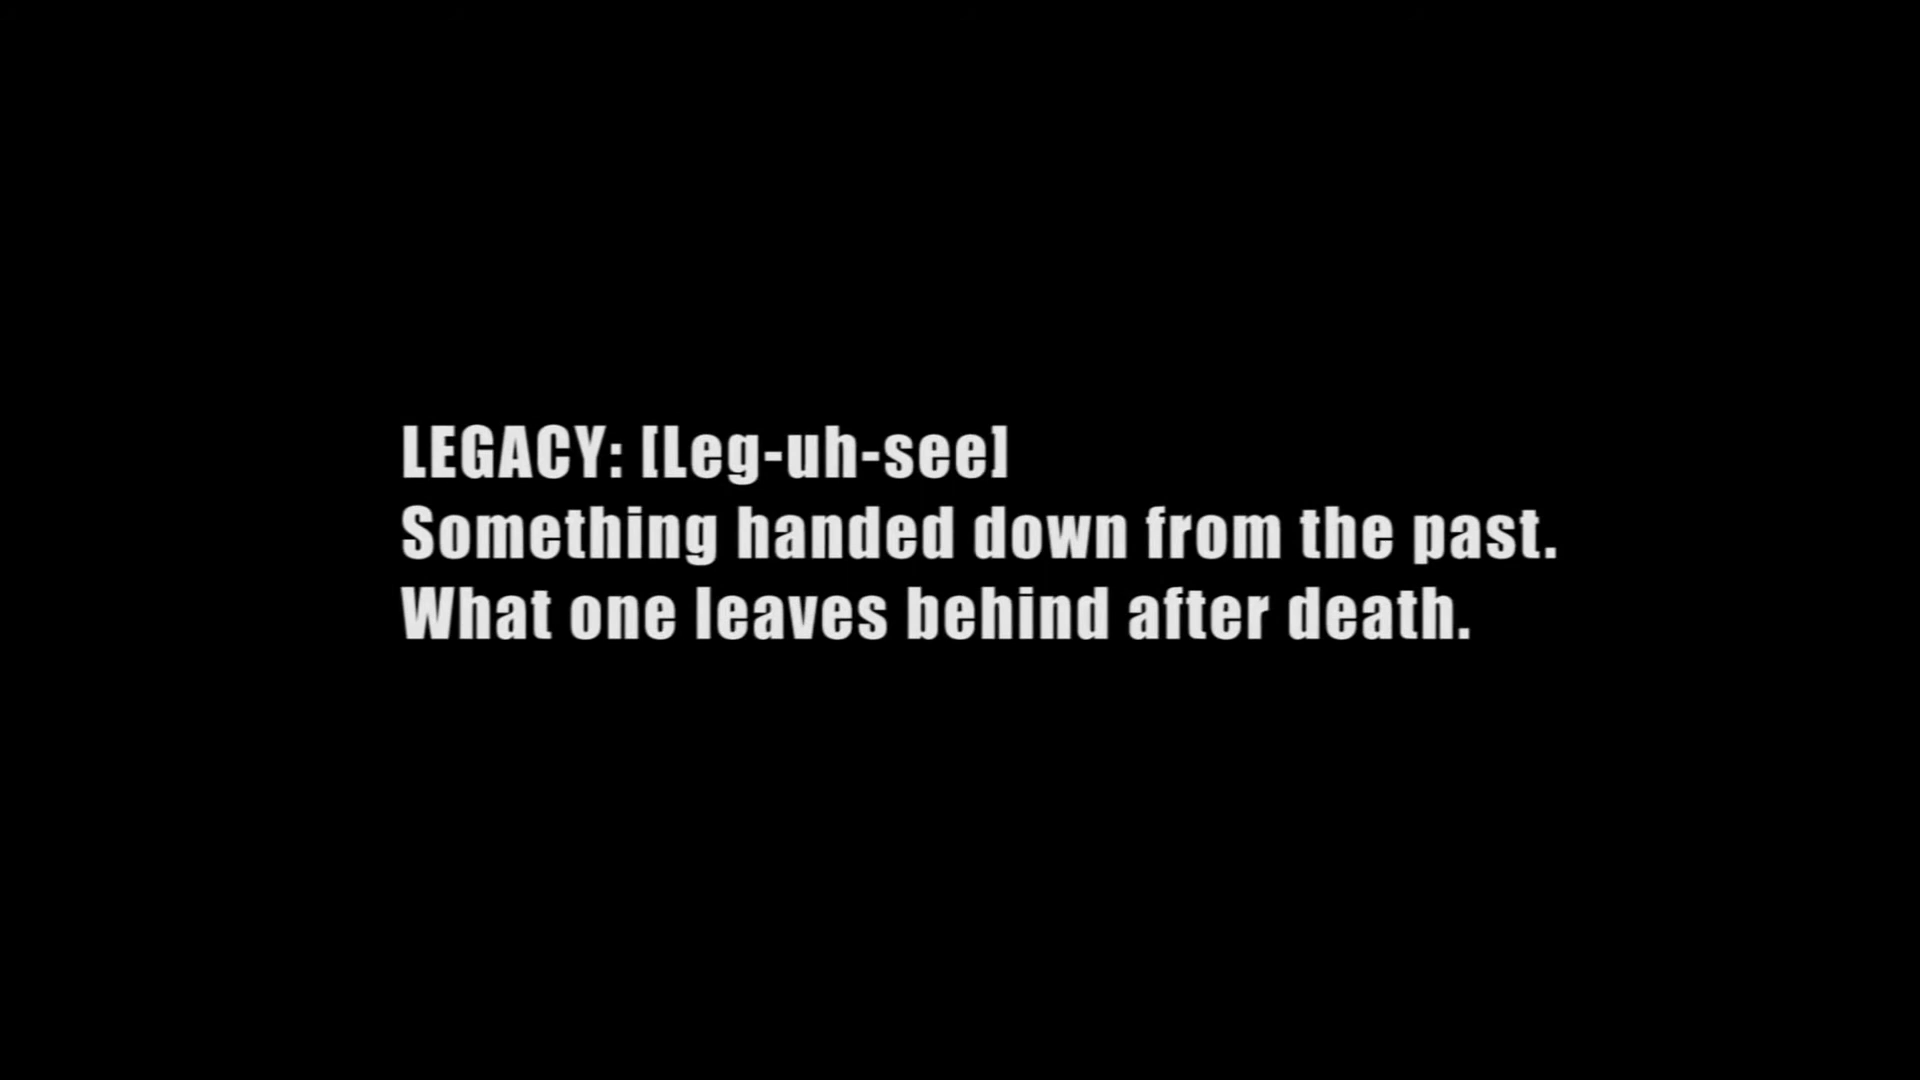 LEGACY: [Leg-uh-see]
Something handed down from the past.
What one leaves behind after death.